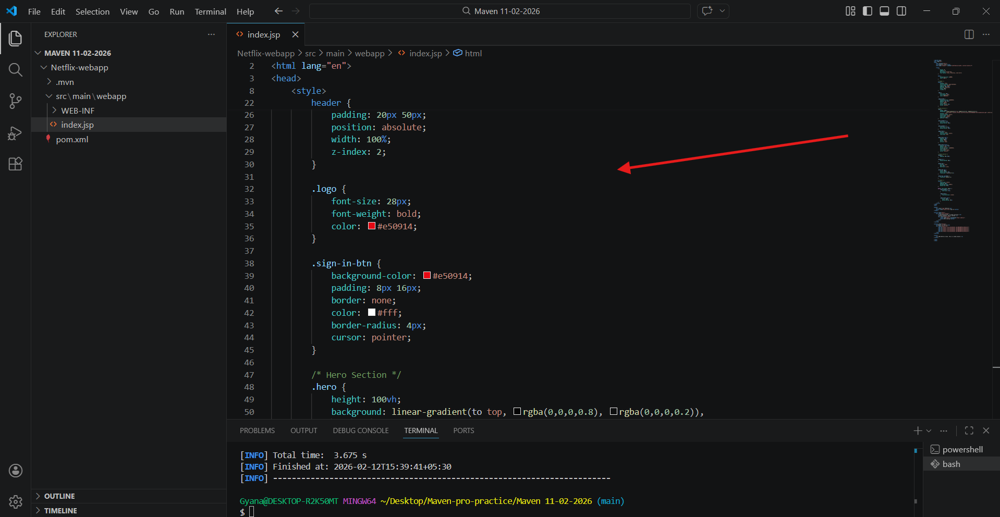 File Edit Selection View Go Run Terminal Help
Maven 11-02-2026
EXPLORER
MAVEN 11-02-2026
Netflix-webapp
.mvn
src\main\webapp
WEB-INF
index.jsp
pom.xml
OUTLINE
TIMELINE
index.jsp
Netflix-webapp > src > main > webapp > index.jsp > html
2 <html lang="en">
3 <head>
8 <style>
22 header {
26 padding: 20px 50px;
27 position: absolute;
28 width: 100%;
29 z-index: 2;
30 }
31
32 .logo {
33 font-size: 28px;
34 font-weight: bold;
35 color: #e50914;
36 }
37
38 .sign-in-btn {
39 background-color: #e50914;
40 padding: 8px 16px;
41 border: none;
42 color: #fff;
43 border-radius: 4px;
44 cursor: pointer;
45 }
46
47 /* Hero Section */
48 .hero {
49 height: 100vh;
50 background: linear-gradient(to top, rgba(0,0,0,0.8), rgba(0,0,0,0.2)),
PROBLEMS OUTPUT DEBUG CONSOLE TERMINAL PORTS
[INFO] Total time:  3.675 s
[INFO] Finished at: 2026-02-12T15:39:41+05:30
[INFO] ------------------------------------------------------------------------
Gyana@DESKTOP-R2K50MT MINGW64 ~/Desktop/Maven-pro-practice/Maven 11-02-2026 (main)
$
powershell
bash